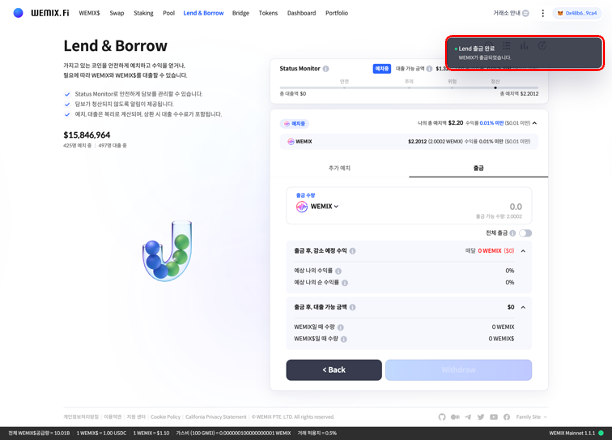 WEMIX.Fi
WEMIX$ Swap Staking Pool Lend & Borrow Bridge Tokens Dashboard Portfolio
거래소 안내
0x48b6...9ca4
Lend & Borrow
가지고 있는 코인을 안전하게 예치하고 수익을 얻거나,
필요에 따라 WEMIX와 WEMIX$를 대출할 수 있습니다.
Status Monitor로 안전하게 담보를 관리할 수 있습니다.
담보가 청산되지 않도록 알림이 제공됩니다.
예치, 대출은 복리로 계산되며, 상환 시 대출 수수료가 포함됩니다.
$15,846,964
425명 예치 중 497명 대출 중
Lend 출금 완료
WEMIX가 출금되었습니다.
Status Monitor
예치중 대출 가능 금액
안전 주의 위험 청산
총 대출액 $0 총 예치액 $2.2012
예치중
나의 총 예치액 $2.20 수익률 0.01% 미만 ($0.01 미만)
WEMIX $2.2012 (2.0002 WEMIX) 수익률 0.01% 미만 ($0.01 미만)
추가 예치 출금
출금 수량
WEMIX 0.0
출금 가능 수량: 2.0002
전체 출금
출금 후, 감소 예정 수익 매달 0 WEMIX ($0)
예상 나의 수익률 0%
예상 나의 순 수익률 0%
출금 후, 대출 가능 금액 $0
WEMIX일 때 수량 0 WEMIX
WEMIX$일 때 수량 0 WEMIX$
< Back Withdraw
개인정보처리방침 이용약관 지원 센터 Cookie Policy California Privacy Statement © WEMIX PTE. LTD. All rights reserved.
Family Site
전체 WEMIX$공급량 = 10.01B 1 WEMIX$ = 1.00 USDC 1 WEMIX = $1.10 가스비 (100 GMEI) = 0.0000001000000001 WEMIX 거래 허용치 = 0.5% WEMIX Mainnet 1.1.1